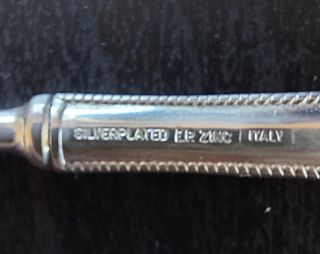 SILVERPLATED E.P. ZINC ITALY